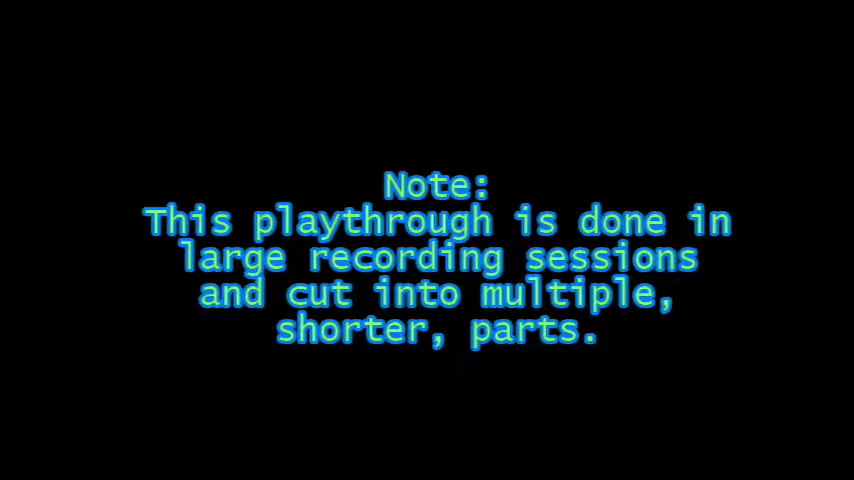 Note:
This playthrough is done in
large recording sessions
and cut into multiple,
shorter, parts.